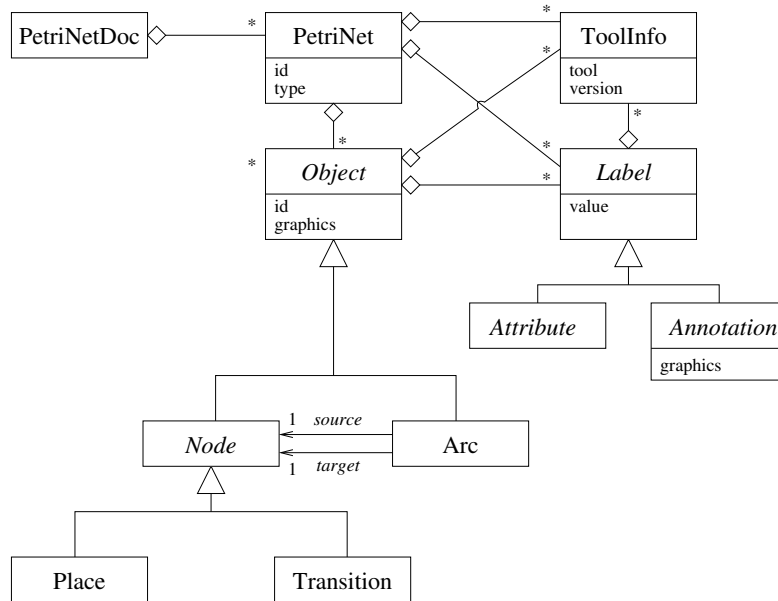 PetriNetDoc
*
PetriNet
id
type
*
ToolInfo
tool
version
*
*
*
*
Object
id
graphics
*
*
Label
value
Attribute
Annotation
graphics
Node
1 source
1 target
Arc
Place
Transition